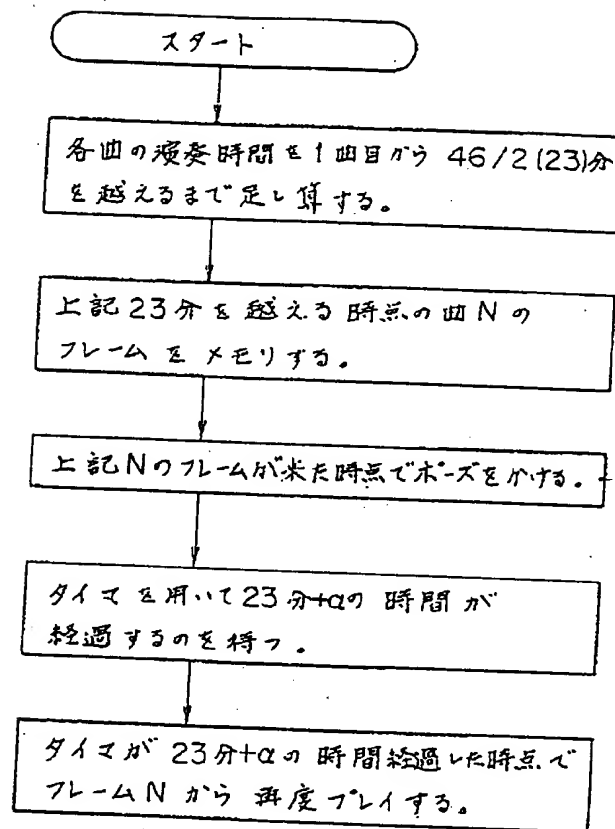 スタート
各曲の演奏時間を1曲目から 46/2(23)分
を越えるまで足し算する。
上記23分を越える時点の曲Nの
フレームをメモリする。
上記Nのフレームが来た時点でポーズをかける。
タイマを用いて23分+αの時間が
経過するのを待つ。
タイマが23分+αの時間経過した時点で
フレームNから再度プレイする。